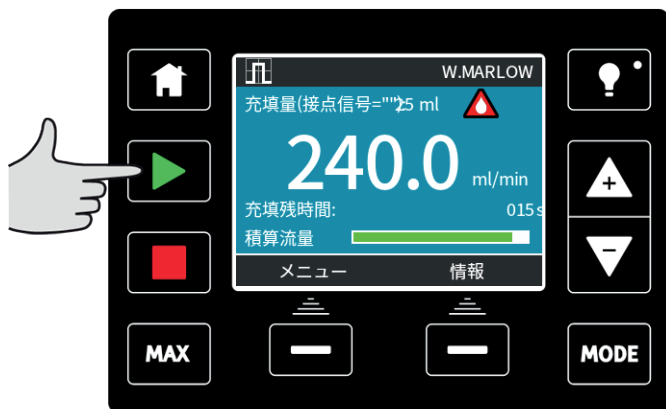 W.MARLOW
充填量(接点信号=""):25 ml
240.0 ml/min
充填残時間: 015s
積算流量
メニュー 情報
MAX
MODE